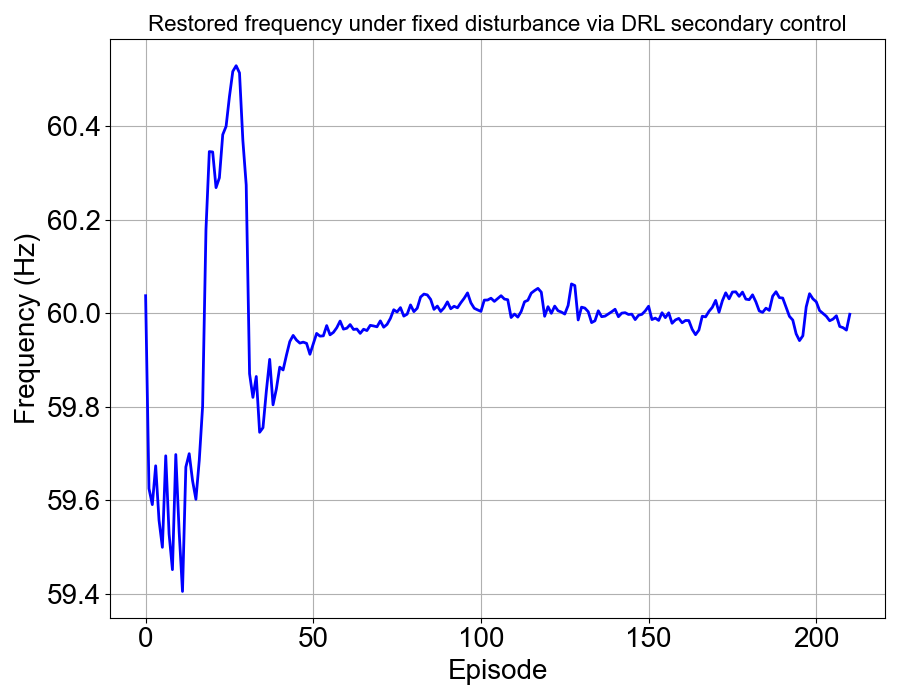 Restored frequency under fixed disturbance via DRL secondary control
60.4
60.2
60.0
59.8
59.6
59.4
Frequency (Hz)
0 50 100 150 200
Episode